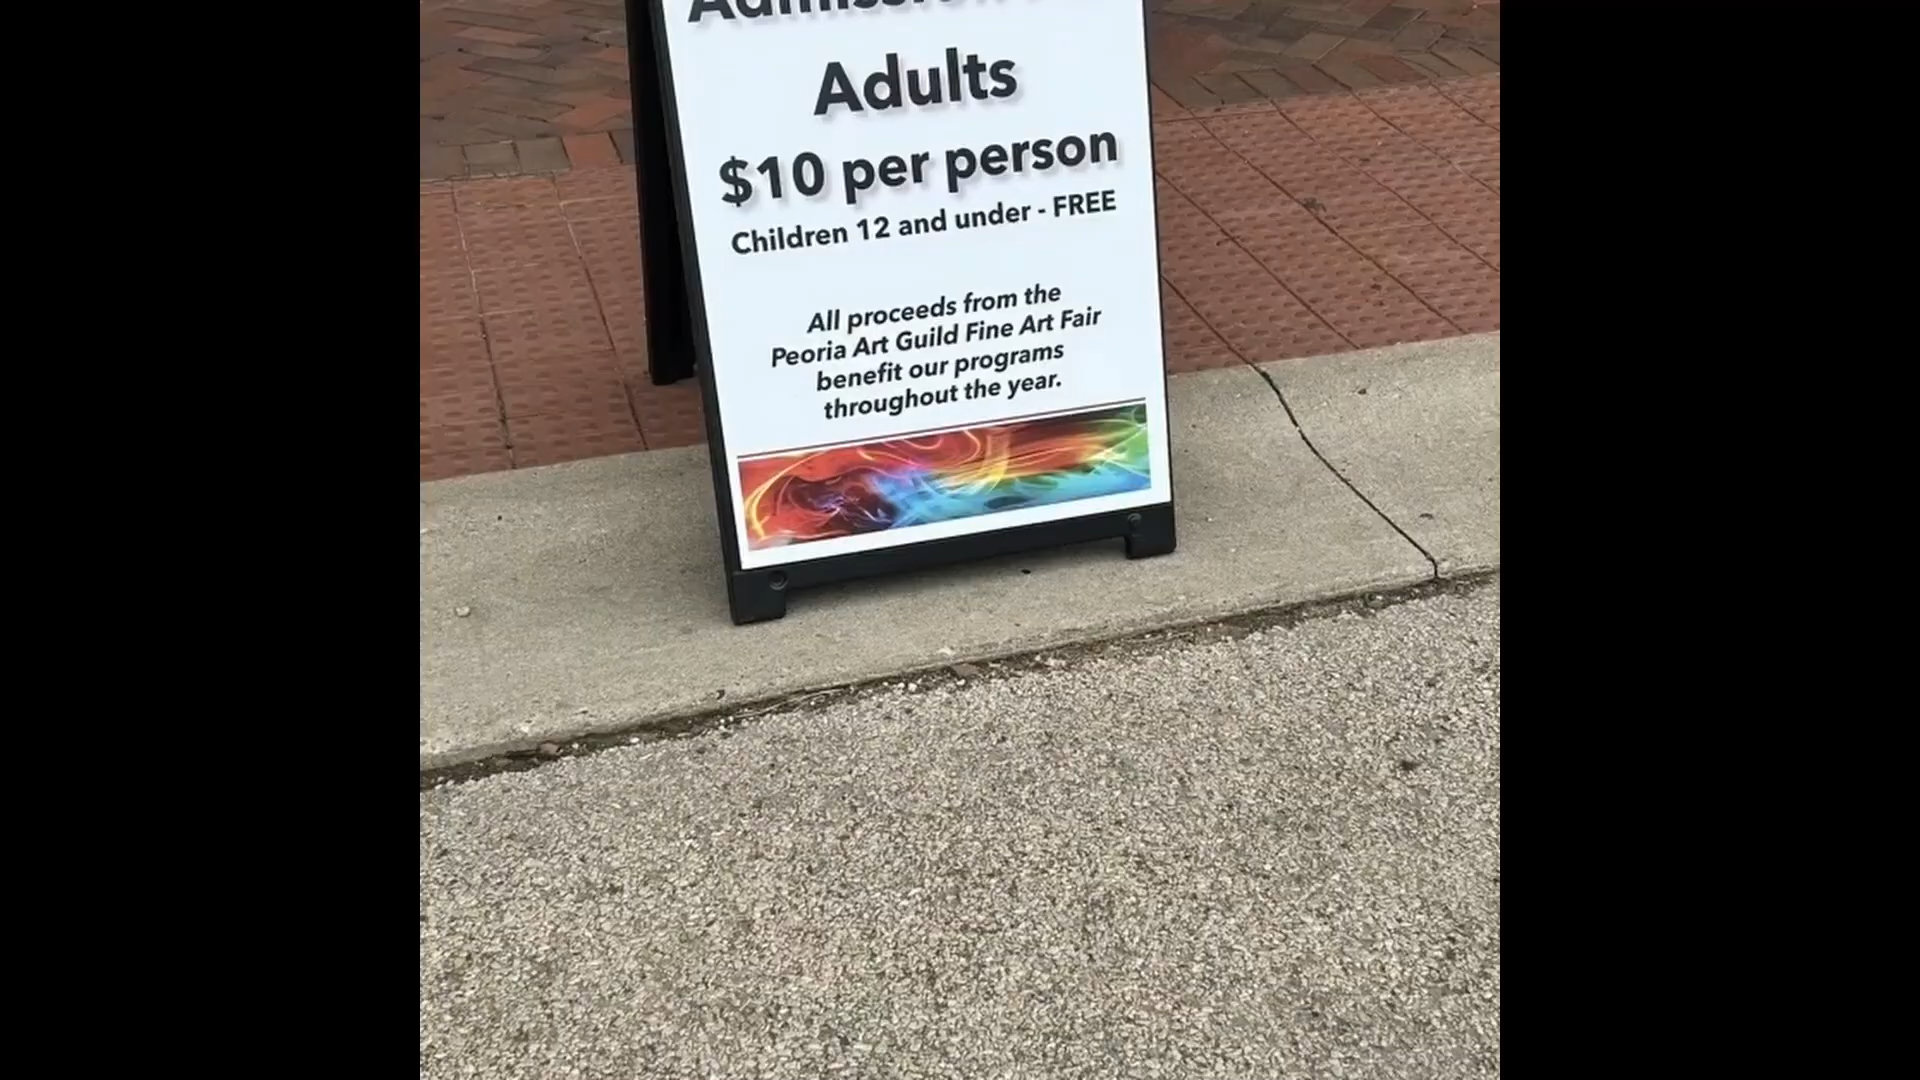 Adults
$10 per person
Children 12 and under - FREE
All proceeds from the
Peoria Art Guild Fine Art Fair
benefit our programs
throughout the year.